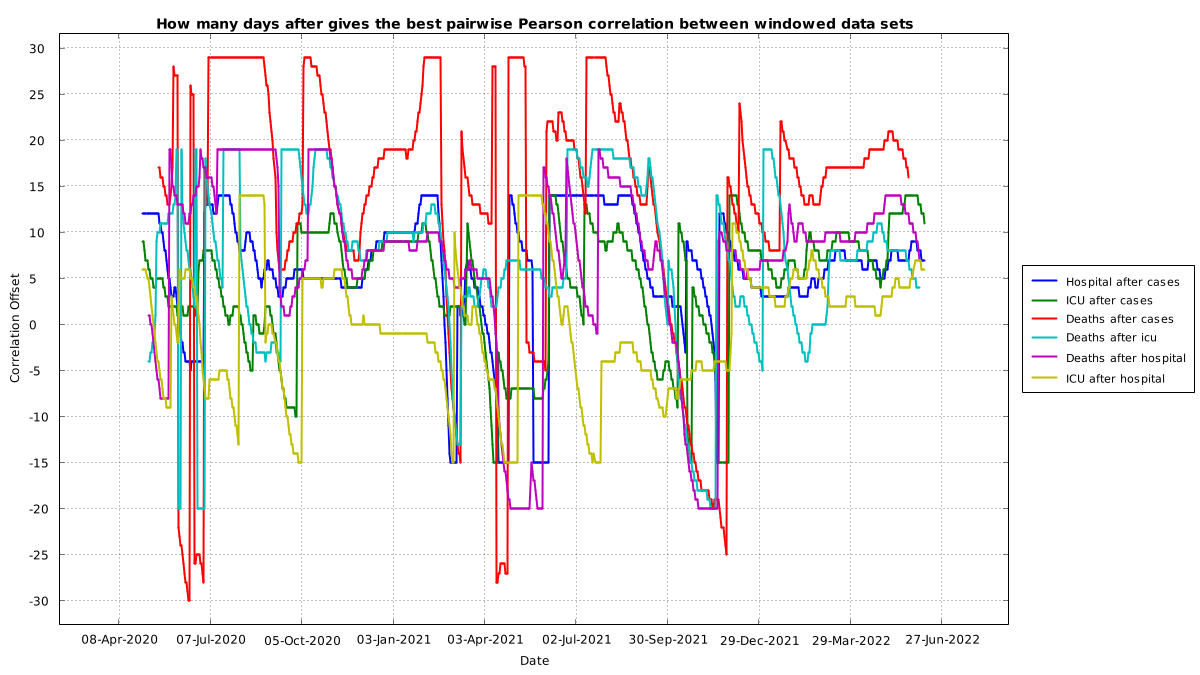 How many days after gives the best pairwise Pearson correlation between windowed data sets
30
25
20
15
10
5
0
-5
-10
-15
-20
-25
-30
Correlation Offset
08-Apr-2020 07-Jul-2020 05-Oct-2020 03-Jan-2021 03-Apr-2021 02-Jul-2021 30-Sep-2021 29-Dec-2021 29-Mar-2022 27-Jun-2022
Date
Hospital after cases
ICU after cases
Deaths after cases
Deaths after icu
Deaths after hospital
ICU after hospital